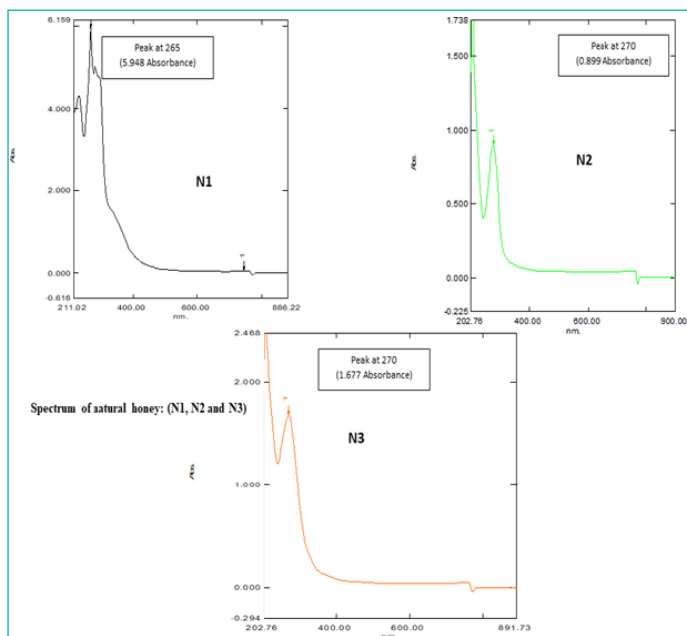 6.159
Peak at 265
(5.948 Absorbance)
4.000
Abs.
N1
2.000
0.000
-0.616
211.02 400.00 600.00 886.22
nm.
1.738
1.500
Peak at 270
(0.899 Absorbance)
1.000
Abs.
N2
0.500
0.000
-0.225
202.76 400.00 600.00 900.00
nm.
2.468
Peak at 270
(1.677 Absorbance)
2.000
Spectrum of natural honey: (N1, N2 and N3)
N3
Abs.
1.000
0.000
-0.294
202.76 400.00 600.00 891.73
nm.